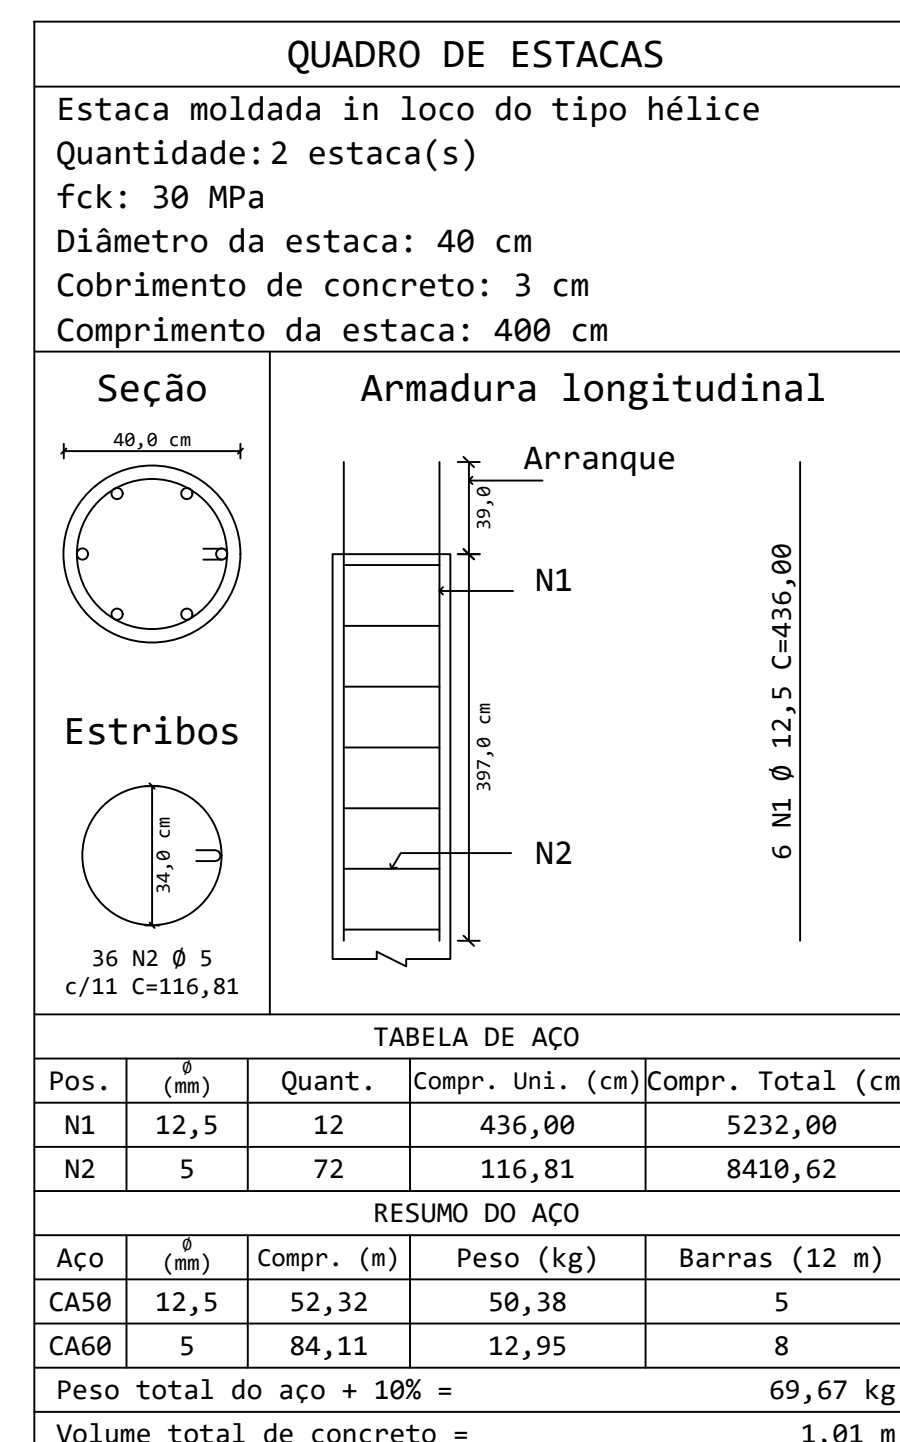 QUADRO DE ESTACAS
Estaca moldada in loco do tipo hélice
Quantidade: 2 estaca(s)
fck: 30 MPa
Diâmetro da estaca: 40 cm
Cobrimento de concreto: 3 cm
Comprimento da estaca: 400 cm
Seção
40,0 cm
Estribos
34,0 cm
36 N2 Ø 5
c/11 C=116,81
Armadura longitudinal
Arranque
39,0
N1
397,0 cm
N2
6 N1 Ø 12,5 C=436,00
TABELA DE AÇO
Pos. Ø (mm) Quant. Compr. Uni. (cm) Compr. Total (cm
N1 12,5 12 436,00 5232,00
N2 5 72 116,81 8410,62
RESUMO DO AÇO
Aço Ø (mm) Compr. (m) Peso (kg) Barras (12 m)
CA50 12,5 52,32 50,38 5
CA60 5 84,11 12,95 8
Peso total do aço + 10% = 69,67 kg
Volume total de concreto = 1,01 m